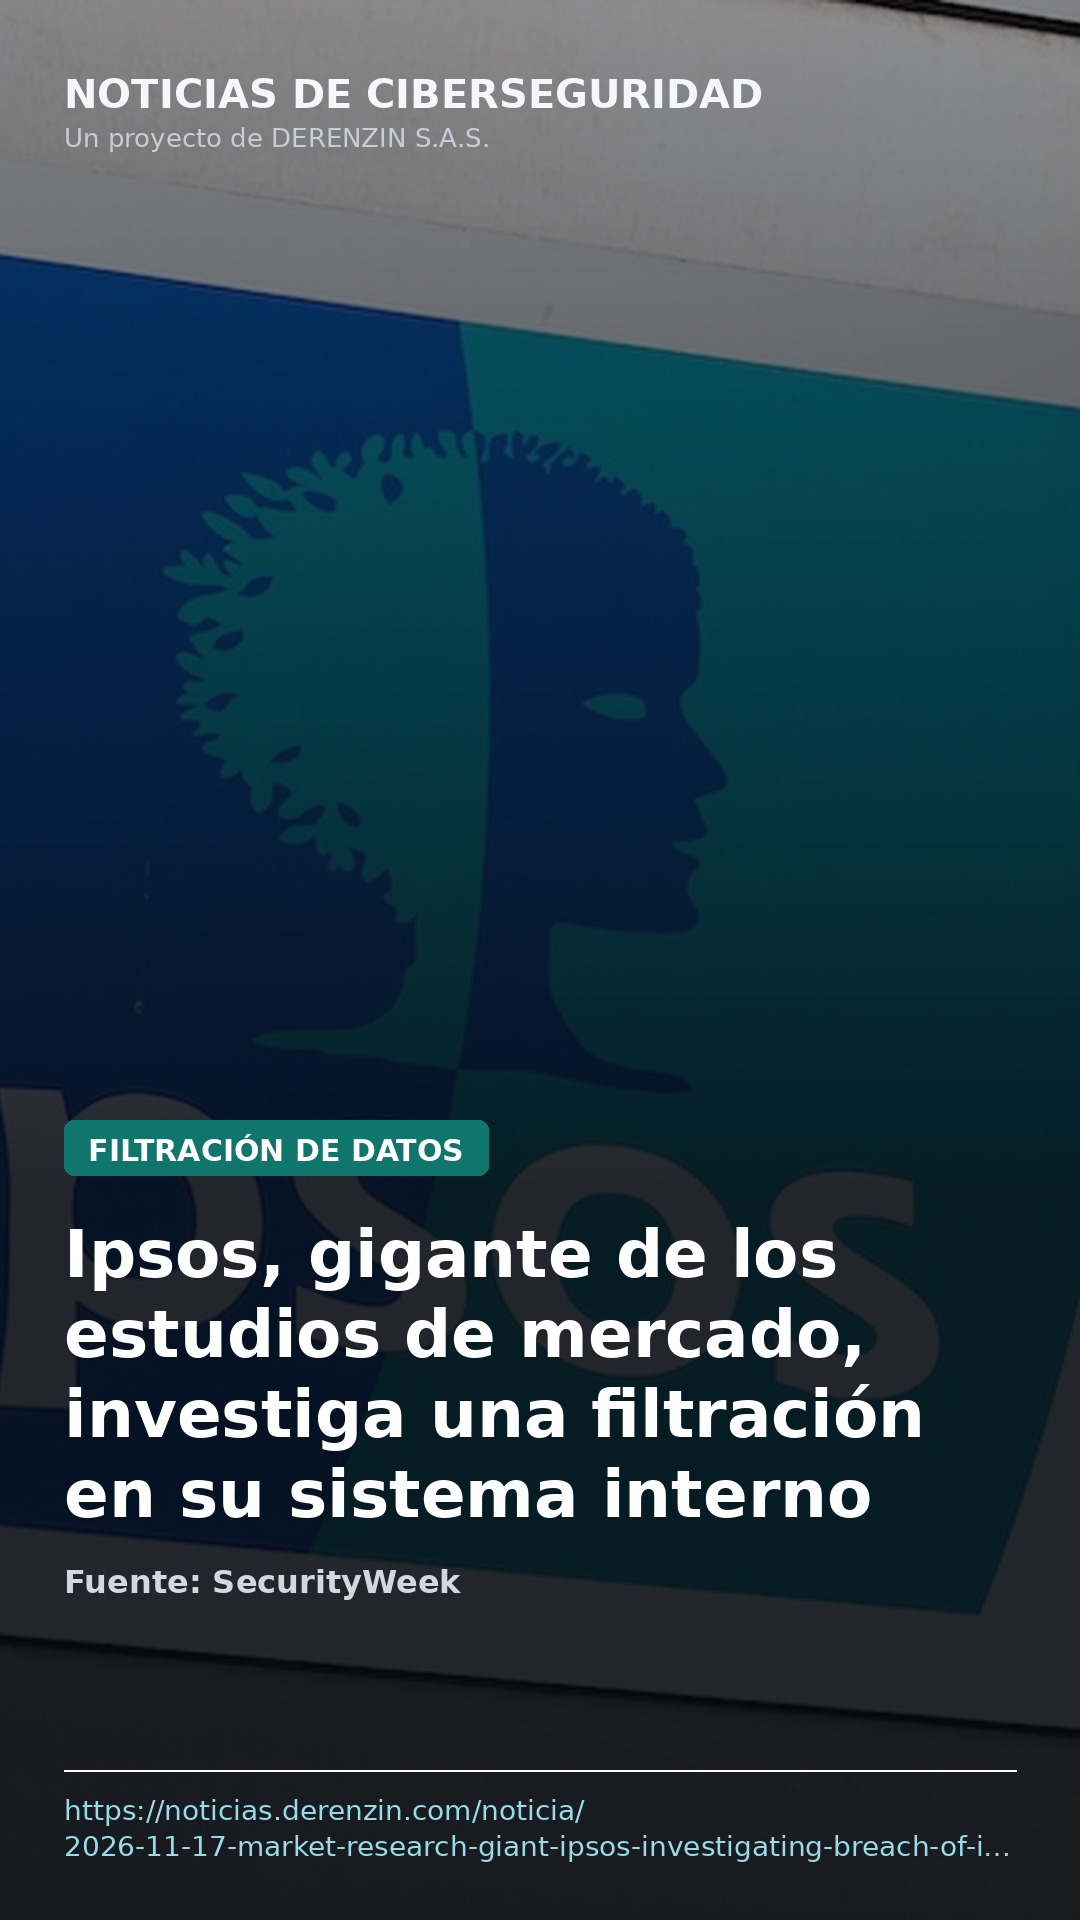 NOTICIAS DE CIBERSEGURIDAD
Un proyecto de DERENZIN S.A.S.
psos
FILTRACIÓN DE DATOS
Ipsos, gigante de los
estudios de mercado,
investiga una filtración
en su sistema interno
Fuente: SecurityWeek
https://noticias.derenzin.com/noticia/
2026-11-17-market-research-giant-ipsos-investigating-breach-of-i…